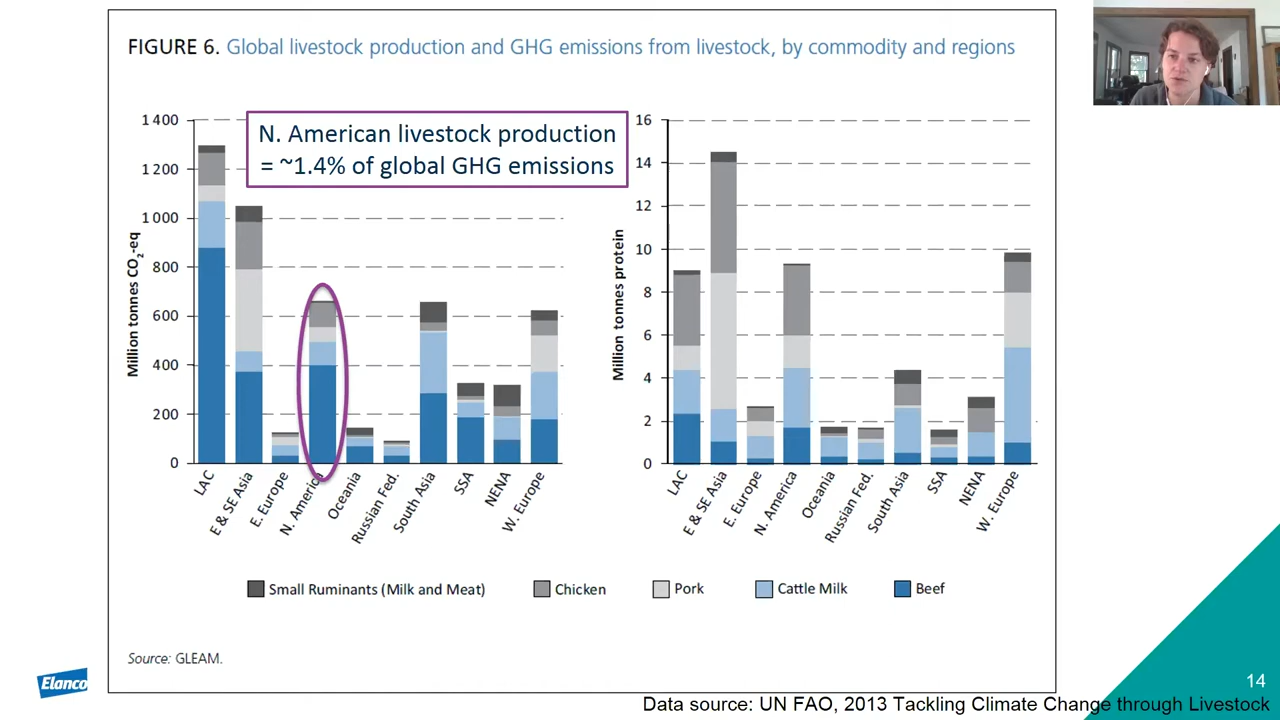 FIGURE 6. Global livestock production and GHG emissions from livestock, by commodity and regions
N. American livestock production
= ~1.4% of global GHG emissions
Million tonnes CO2-eq
1 400
1 200
1 000
800
600
400
200
0
LAC
E & SE Asia
E. Europe
N. America
Oceania
Russian Fed.
South Asia
SSA
NENA
W. Europe
Million tonnes protein
16
14
12
10
8
6
4
2
0
LAC
E & SE Asia
E. Europe
N. America
Oceania
Russian Fed.
South Asia
SSA
NENA
W. Europe
Small Ruminants (Milk and Meat) Chicken Pork Cattle Milk Beef
Source: GLEAM.
Elanco
14
Data source: UN FAO, 2013 Tackling Climate Change through Livestock